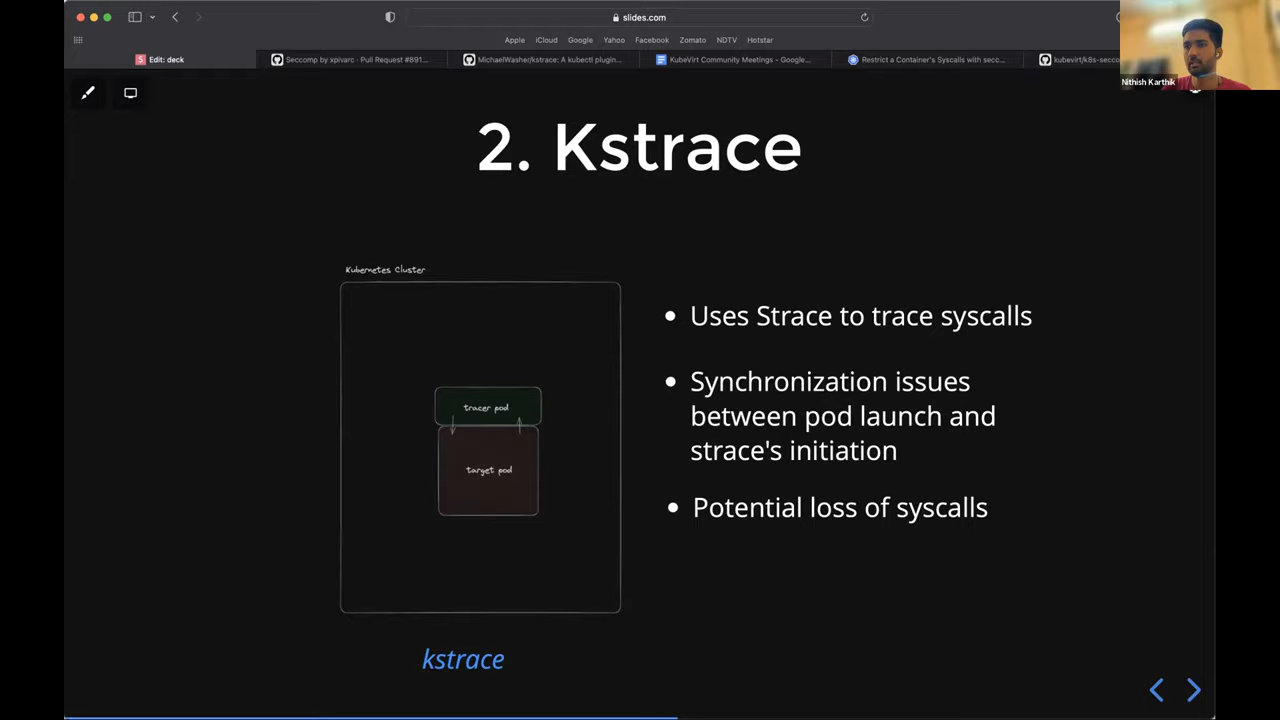 slides.com
Apple iCloud Google Yahoo Facebook Zomato NDTV Hotstar
S Edit: deck
Seccomp by xpivarc · Pull Request #891...
MichaelWasher/kstrace: A kubectl plugin...
KubeVirt Community Meetings - Google...
Restrict a Container's Syscalls with secc...
kubevirt/k8s-secco
Nithish Karthik
2. Kstrace
Kubernetes Cluster
tracer pod
target pod
kstrace
• Uses Strace to trace syscalls
• Synchronization issues
between pod launch and
strace's initiation
• Potential loss of syscalls